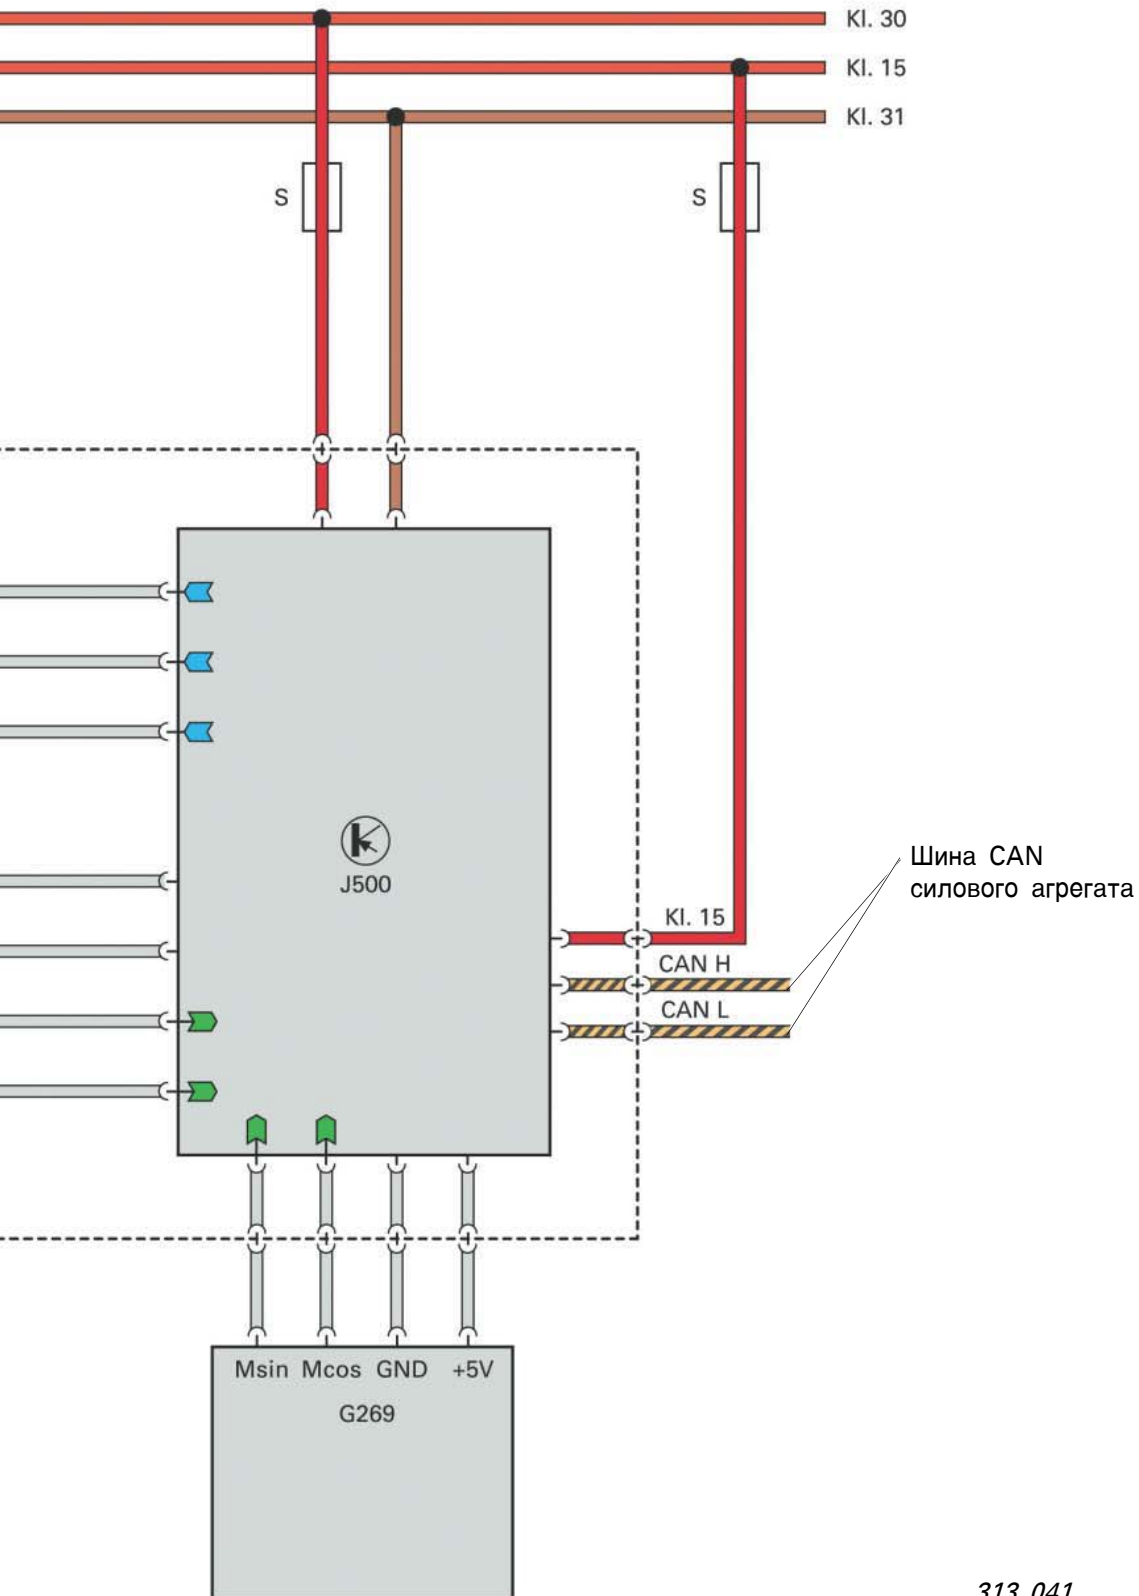 Kl. 30
Kl. 15
Kl. 31
S
S
J500
Шина CAN
силового агрегата
Kl. 15
CAN H
CAN L
Msin Mcos GND +5V
G269
313_041